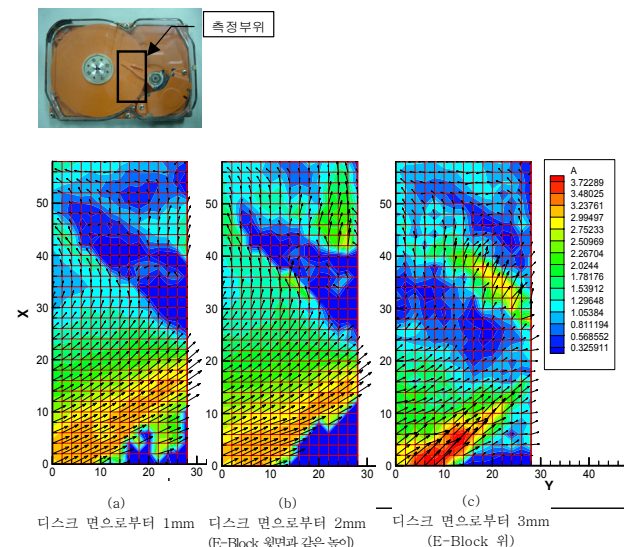 측정부위
A
3.72289
3.48025
3.23761
2.99497
2.75233
2.50969
2.26704
2.0244
1.78176
1.53912
1.29648
1.05384
0.811194
0.568552
0.325911
X
50
40
30
20
10
0
0 10 20 30
50
40
30
20
10
0
0 10 20 30
50
40
30
20
10
0
0 10 20 30 40
Y
(a)
디스크 면으로부터 1mm
(b)
디스크 면으로부터 2mm
(E-Block 윗면과 같은 높이)
(c)
디스크 면으로부터 3mm
(E-Block 위)